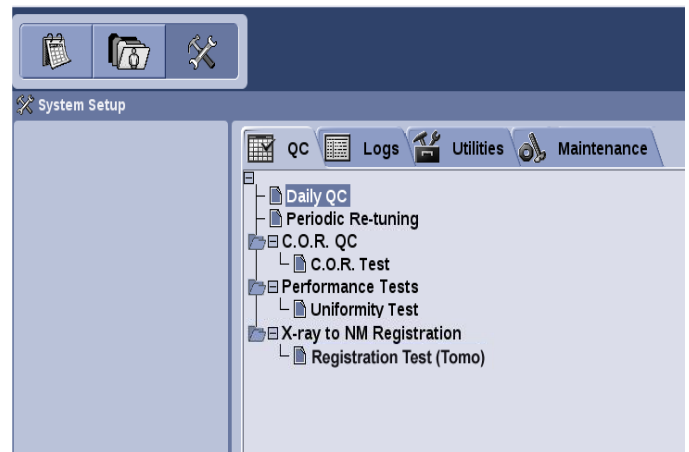 System Setup
QC Logs Utilities Maintenance
Daily QC
Periodic Re-tuning
C.O.R. QC
C.O.R. Test
Performance Tests
Uniformity Test
X-ray to NM Registration
Registration Test (Tomo)